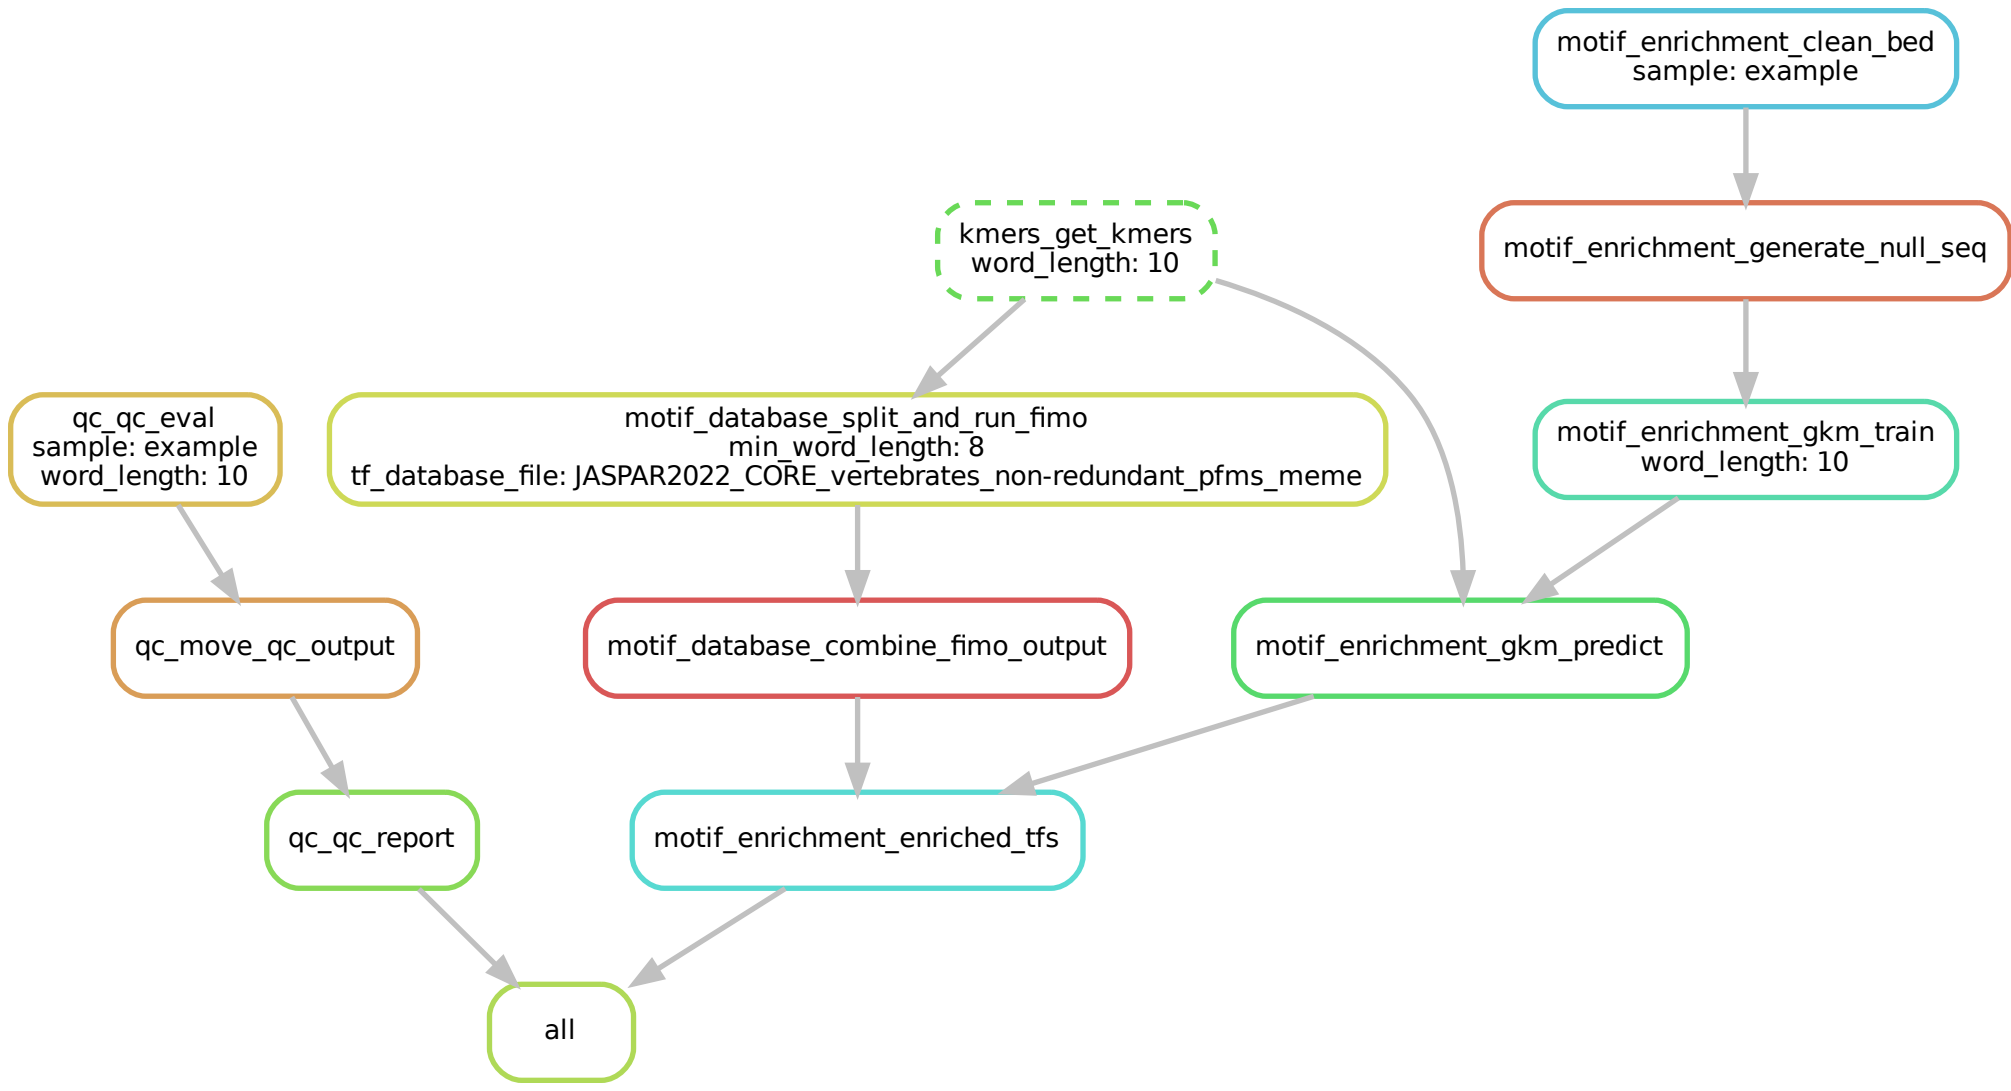 motif_enrichment_clean_bed
sample: example
kmers_get_kmers
word_length: 10
motif_enrichment_generate_null_seq
qc_qc_eval
sample: example
word_length: 10
motif_database_split_and_run_fimo
min_word_length: 8
tf_database_file: JASPAR2022_CORE_vertebrates_non-redundant_pfms_meme
motif_enrichment_gkm_train
word_length: 10
qc_move_qc_output
motif_database_combine_fimo_output
motif_enrichment_gkm_predict
qc_qc_report
motif_enrichment_enriched_tfs
all